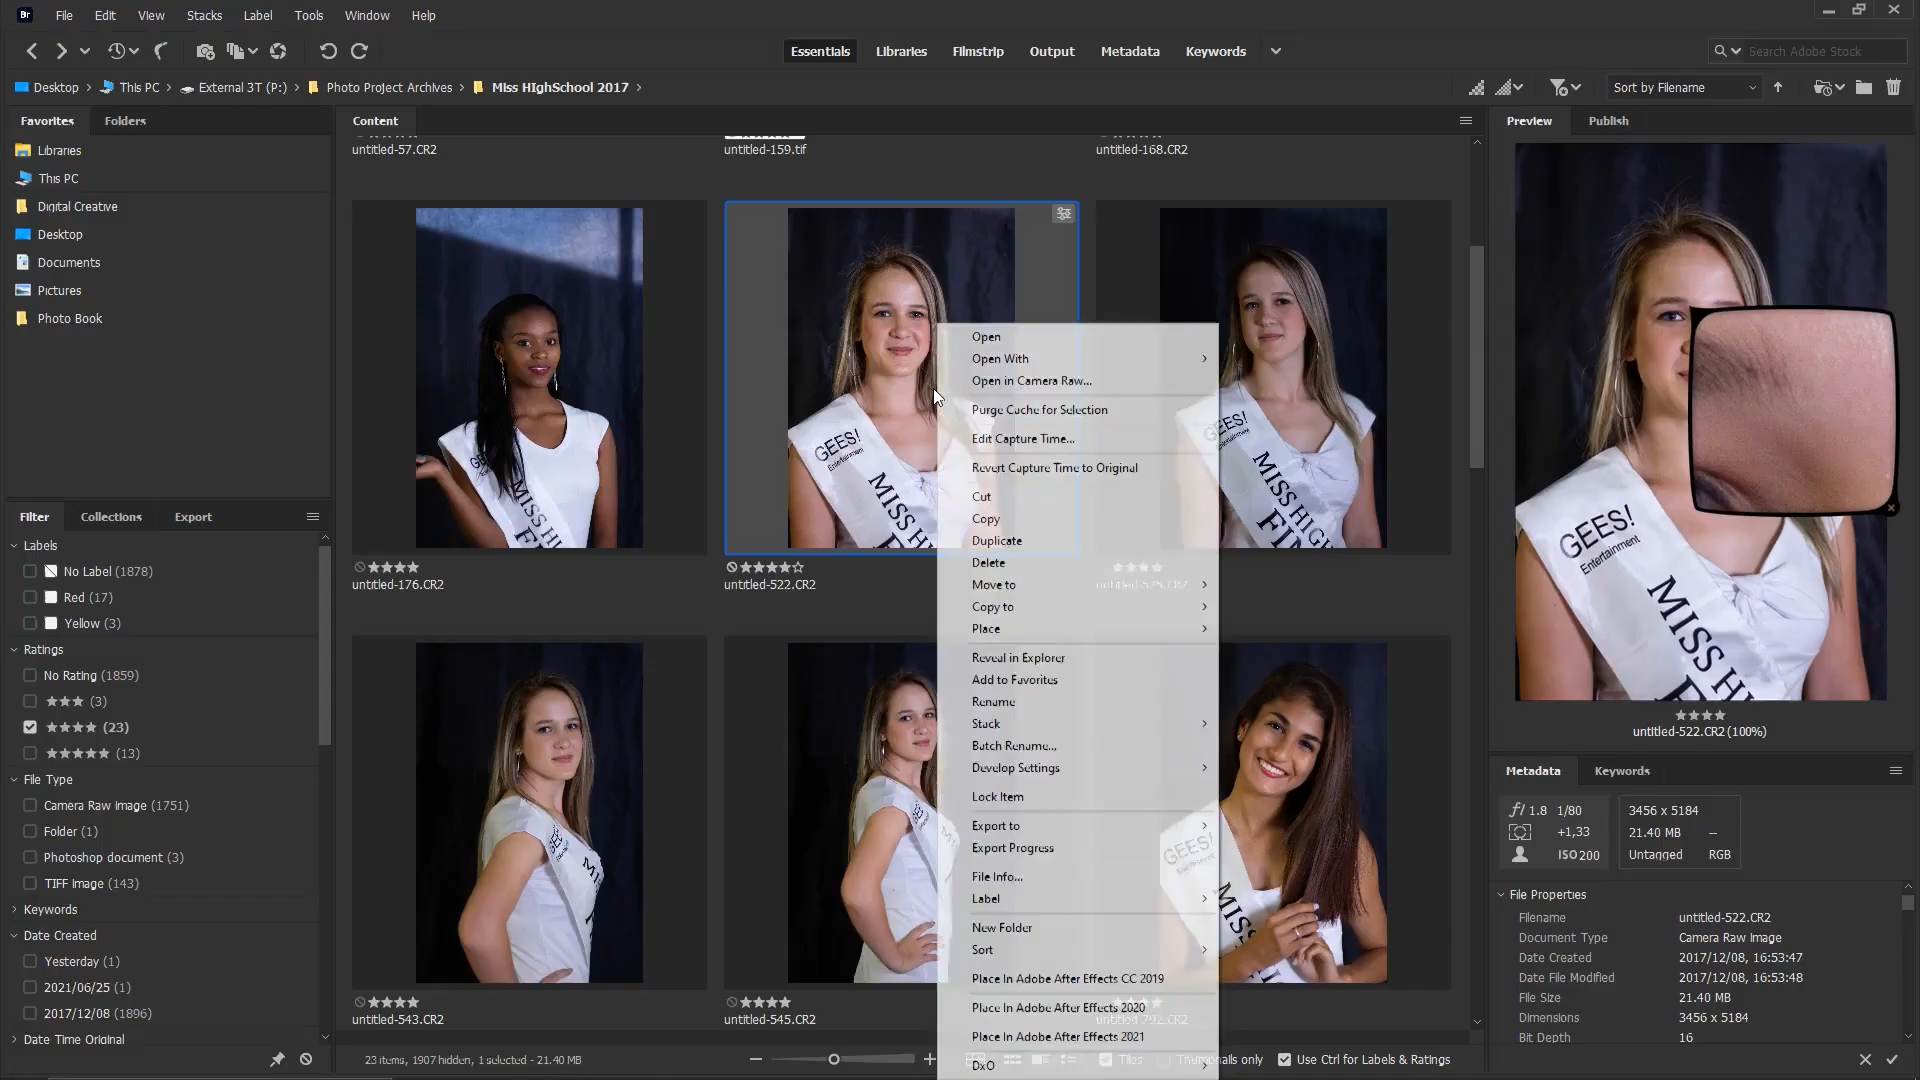 Br File Edit View Stacks Label Tools Window Help
Essentials Libraries Filmstrip Output Metadata Keywords
Search Adobe Stock
Desktop This PC External 3T (P:) Photo Project Archives Miss HIghSchool 2017
Sort by Filename
Favorites Folders
Libraries
This PC
Digital Creative
Desktop
Documents
Pictures
Photo Book
Filter Collections Export
Labels
No Label (1878)
Red (17)
Yellow (3)
Ratings
No Rating (1859)
★★★ (3)
★★★★ (23)
★★★★★ (13)
File Type
Camera Raw image (1751)
Folder (1)
Photoshop document (3)
TIFF image (143)
Keywords
Date Created
Yesterday (1)
2021/06/25 (1)
2017/12/08 (1896)
Date Time Original
Content
untitled-57.CR2 untitled-159.tif untitled-168.CR2
GEES!
Entertainment
MISS HIGH
untitled-176.CR2 untitled-522.CR2
untitled-543.CR2 untitled-545.CR2
Open
Open With
Open in Camera Raw...
Purge Cache for Selection
Edit Capture Time...
Revert Capture Time to Original
Cut
Copy
Duplicate
Delete
Move to
Copy to
Place
Reveal in Explorer
Add to Favorites
Rename
Stack
Batch Rename...
Develop Settings
Lock Item
Export to
Export Progress
File Info...
Label
New Folder
Sort
Place In Adobe After Effects CC 2019
Place In Adobe After Effects 2020
Place In Adobe After Effects 2021
DxO
23 items, 1907 hidden, 1 selected - 21.40 MB
Tiles Thumbnails only Use Ctrl for Labels & Ratings
Preview Publish
GEES!
Entertainment
MISS HIG
untitled-522.CR2 (100%)
Metadata Keywords
f/ 1.8 1/80
+1,33
ISO200
3456 x 5184
21.40 MB --
Untagged RGB
File Properties
Filename untitled-522.CR2
Document Type Camera Raw image
Date Created 2017/12/08, 16:53:47
Date File Modified 2017/12/08, 16:53:48
File Size 21.40 MB
Dimensions 3456 x 5184
Bit Depth 16